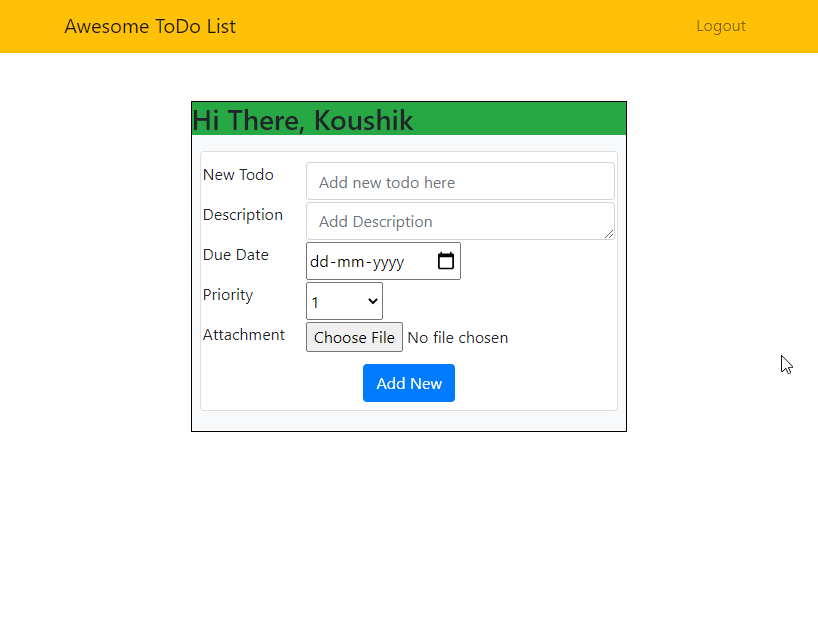 Awesome ToDo List Logout
Hi There, Koushik
New Todo Add new todo here
Description Add Description
Due Date dd-mm-yyyy
Priority 1
Attachment Choose File No file chosen
Add New